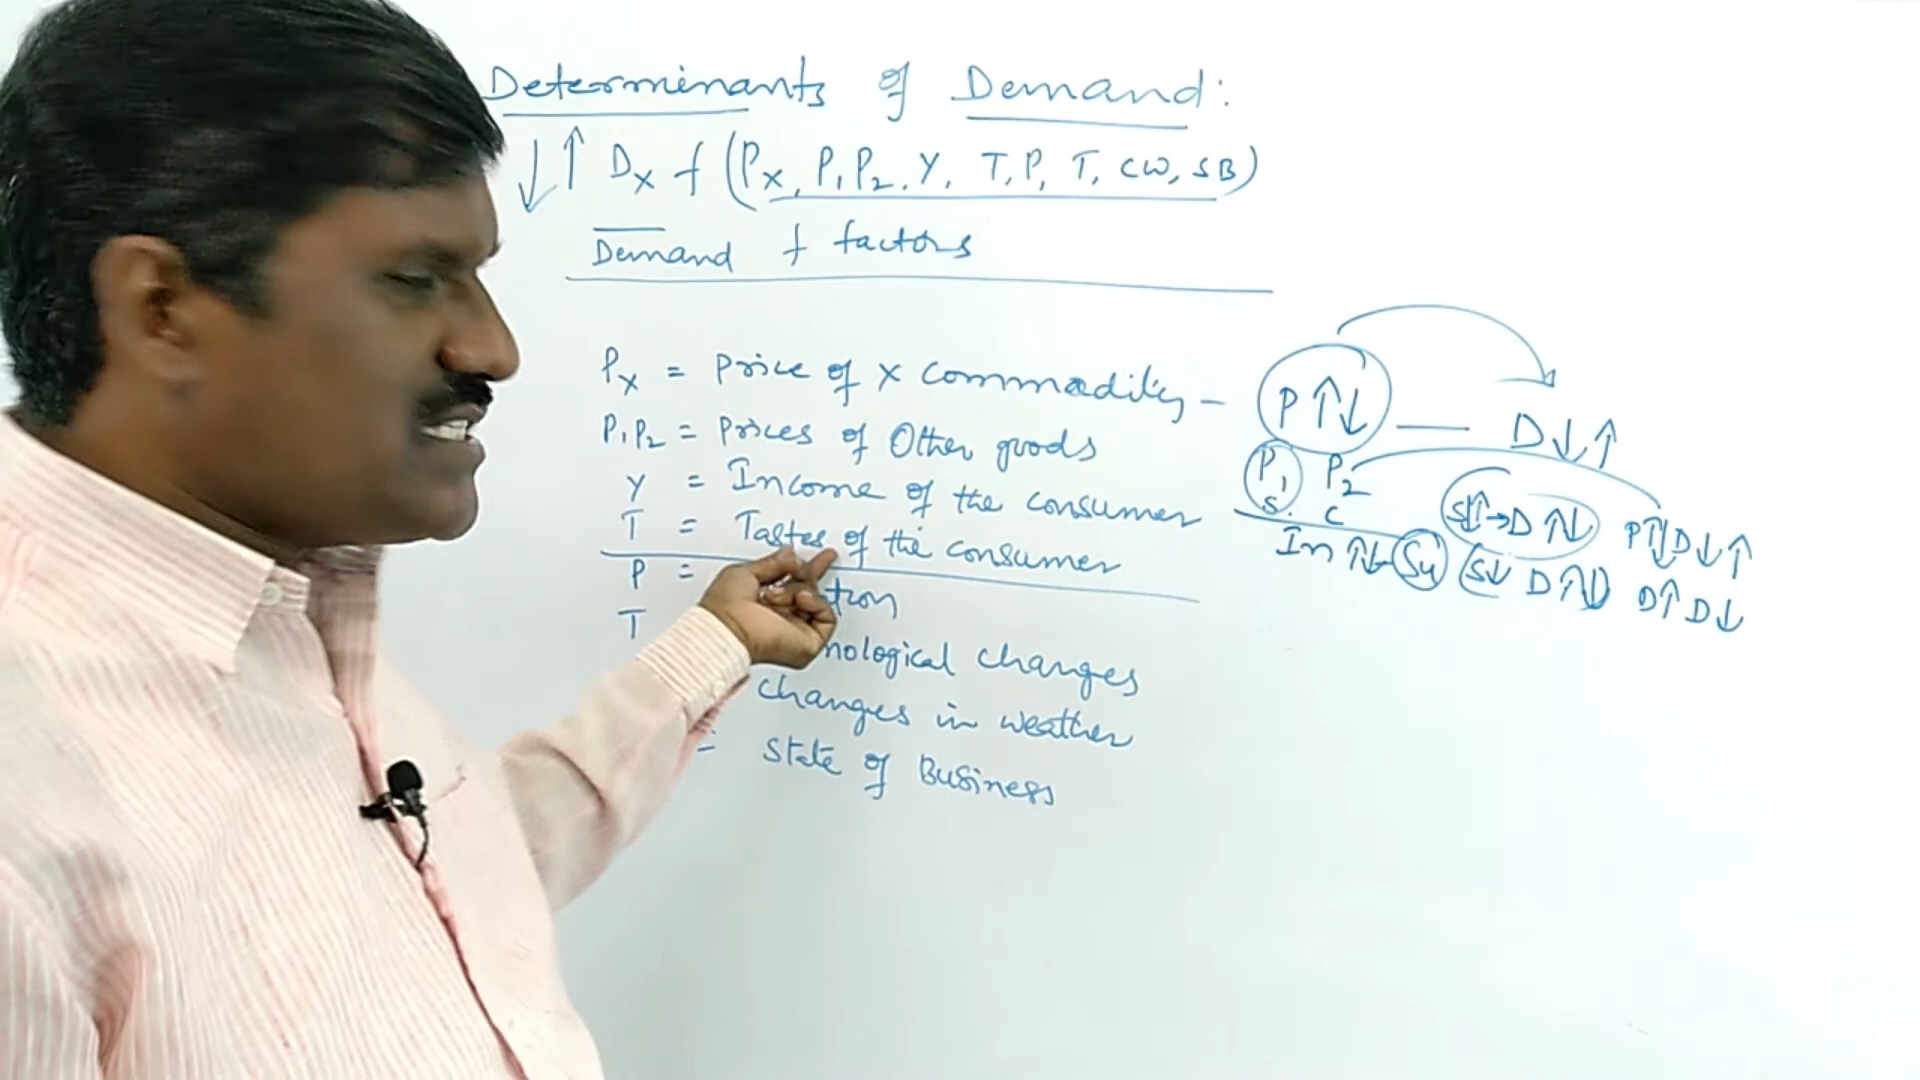 Determinants of Demand:
↓↑ Dx f (Px, P1P2, Y, T, P, T, CW, SB)
Demand f factors
Px = Price of x commodity – P↑↓ — D↓↑
P1P2 = Prices of Other goods
P1 P2
S. C
Y = Income of the consumer
S↓↑→D↑↓ P↑↓D↓↑
T = Tastes of the consumer
In ↑↓ Su S↓ D↑↓ D↑ D↓
P = tion
T nological changes
changes in weather
= State of Business